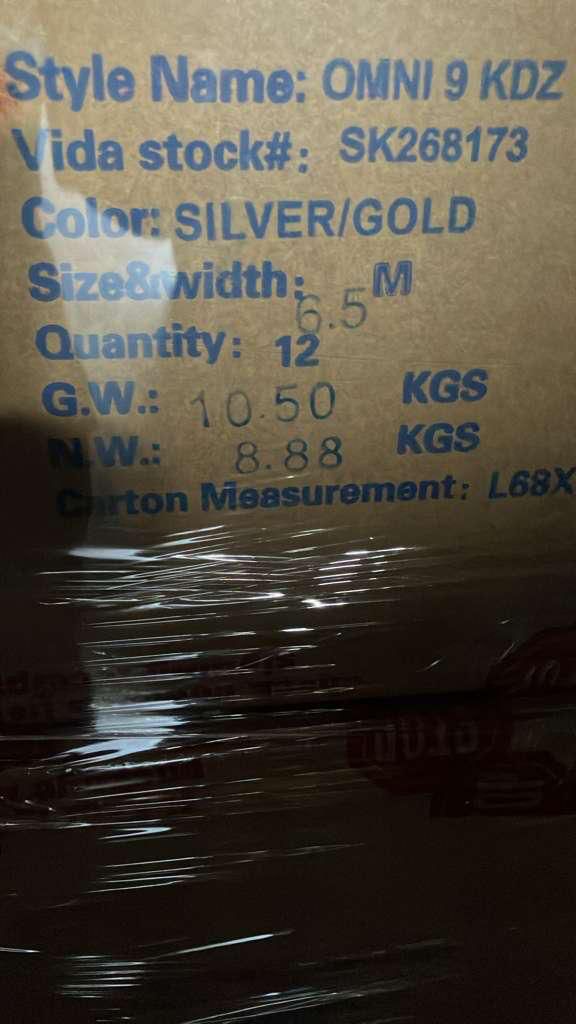 Style Name: OMNI 9 KDZ
Vida stock#: SK268173
Color: SILVER/GOLD
Size&width: 6.5 M
Quantity: 12
G.W.: 10.50 KGS
N.W.: 8.88 KGS
Carton Measurement: L68X